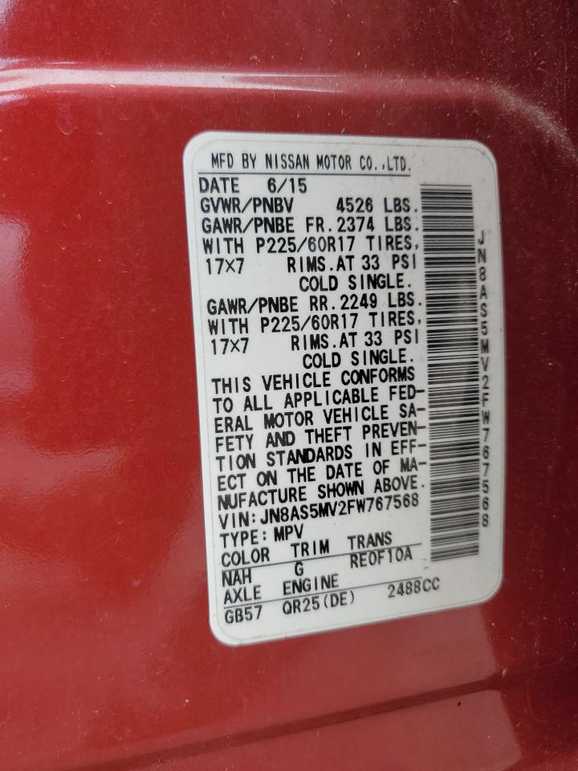 MFD BY NISSAN MOTOR CO.,LTD.
DATE 6/15
GVWR/PNBV 4526 LBS.
GAWR/PNBE FR. 2374 LBS.
WITH P225/60R17 TIRES,
17X7 RIMS.AT 33 PSI
COLD SINGLE.
GAWR/PNBE RR. 2249 LBS.
WITH P225/60R17 TIRES,
17X7 RIMS.AT 33 PSI
COLD SINGLE.
THIS VEHICLE CONFORMS
TO ALL APPLICABLE FED-
ERAL MOTOR VEHICLE SA-
FETY AND THEFT PREVEN-
TION STANDARDS IN EFF-
ECT ON THE DATE OF MA-
NUFACTURE SHOWN ABOVE.
VIN: JN8AS5MV2FW767568
TYPE: MPV
COLOR TRIM TRANS
NAH G RE0F10A
AXLE ENGINE
GB57 QR25(DE) 2488CC
JN8AS5MV2FW767568